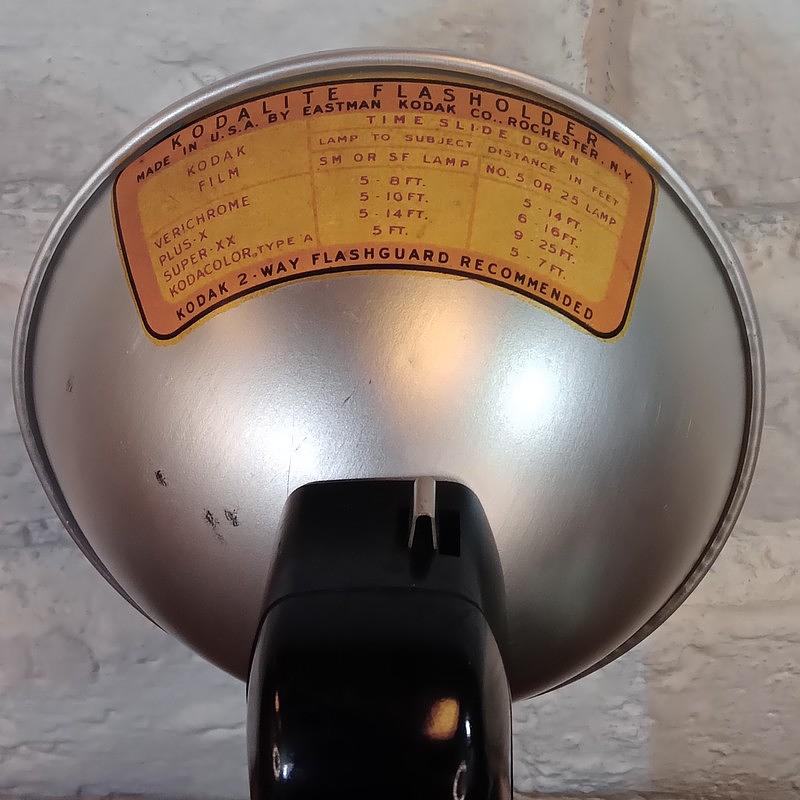 KODALITE FLASHOLDER
MADE IN U.S.A. BY EASTMAN KODAK CO., ROCHESTER, N.Y.
KODAK FILM
TIME SLIDE DOWN
LAMP TO SUBJECT DISTANCE IN FEET
SM OR SF LAMP NO. 5 OR 25 LAMP
VERICHROME 5 - 8 FT. 5 - 14 FT.
PLUS-X 5 - 10 FT. 6 - 16 FT.
SUPER-XX 5 - 14 FT. 9 - 25 FT.
KODACOLOR, TYPE A 5 FT. 5 - 7 FT.
KODAK 2-WAY FLASHGUARD RECOMMENDED